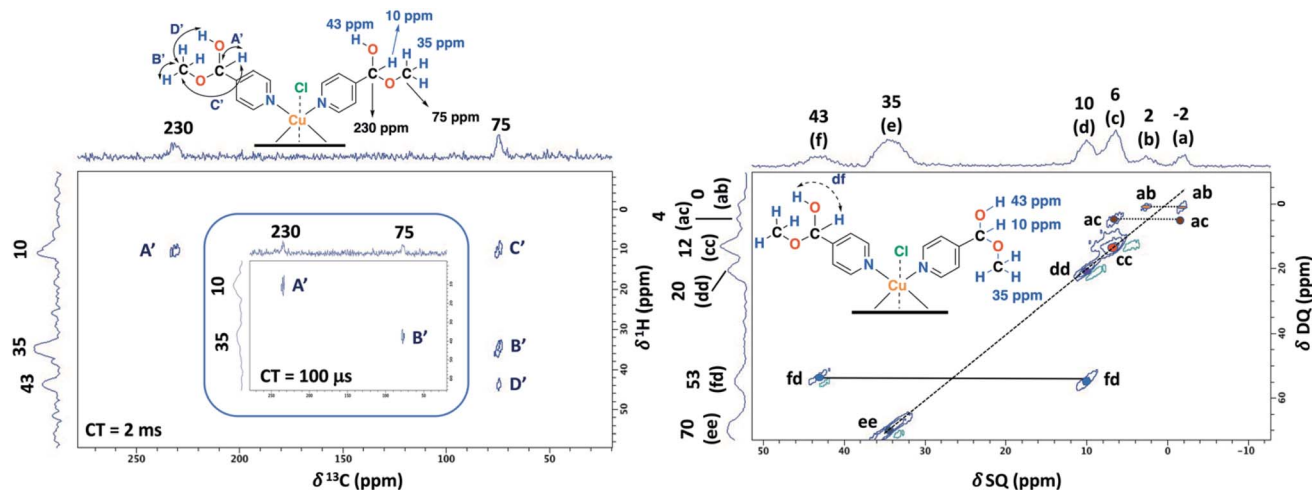 D' A'
H
O
B' H H
H C C H
H O
C'
N
Cl
Cu
N
43 ppm 10 ppm
H O H
35 ppm
H
C C H
O H
230 ppm 75 ppm
230 75
10
35
43
A' C'
B'
D'
230 75
10
35
A'
B'
CT = 100 µs
200 150 100 50
CT = 2 ms
0
10
20
30
40
50
δ ¹H (ppm)
250 200 150 100 50
δ ¹³C (ppm)
43 35 10 6 2 -2
(f) (e) (d) (c) (b) (a)
0
(ab)
4
(ac)
12
(cc)
20
(dd)
53
(fd)
70
(ee)
df
H O
H H
H C C H
H O
N
Cl
Cu
N
H 43 ppm
O
C H 10 ppm
O
H
C H
H
35 ppm
ab ab
ac ac
cc
dd
fd fd
ee
0
20
40
60
δ DQ (ppm)
50 40 30 20 10 0 −10
δ SQ (ppm)